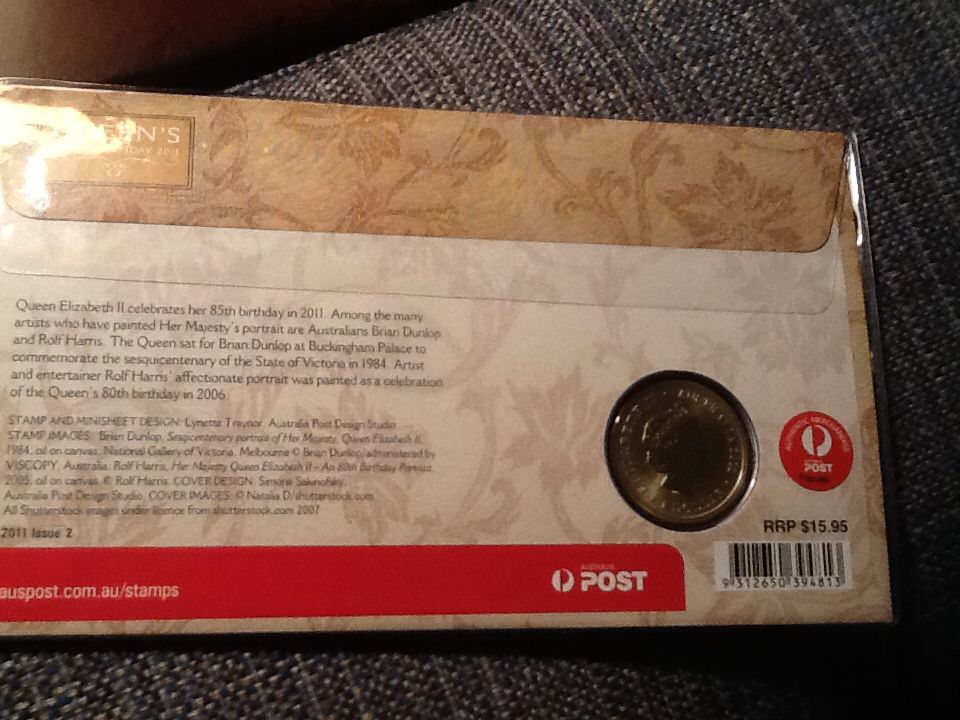 EEN'S
DAY 2011
Queen Elizabeth II celebrates her 85th birthday in 2011. Among the many
artists who have painted Her Majesty's portrait are Australians Brian Dunlop
and Rolf Harris. The Queen sat for Brian Dunlop at Buckingham Palace to
commemorate the sesquicentenary of the State of Victoria in 1984. Artist
and entertainer Rolf Harris' affectionate portrait was painted as a celebration
of the Queen's 80th birthday in 2006.
STAMP AND MINISHEET DESIGN: Lynette Traynor, Australia Post Design Studio
STAMP IMAGES: Brian Dunlop, Sesquicentenary portrait of Her Majesty, Queen Elizabeth II,
1984, oil on canvas. National Gallery of Victoria, Melbourne © Brian Dunlop/administered by
VISCOPY, Australia. Rolf Harris, Her Majesty Queen Elizabeth II – An 80th Birthday Portrait,
2005, oil on canvas. © Rolf Harris. COVER DESIGN: Simone Sakinofsky,
Australia Post Design Studio. COVER IMAGES: © Natalia D/shutterstock.com
All Shutterstock images under licence from shutterstock.com 2007
2011 Issue 2
AUTHENTIC MERCHANDISE
POST
RRP $15.95
9 312650 394813
auspost.com.au/stamps
AUSTRALIA
POST